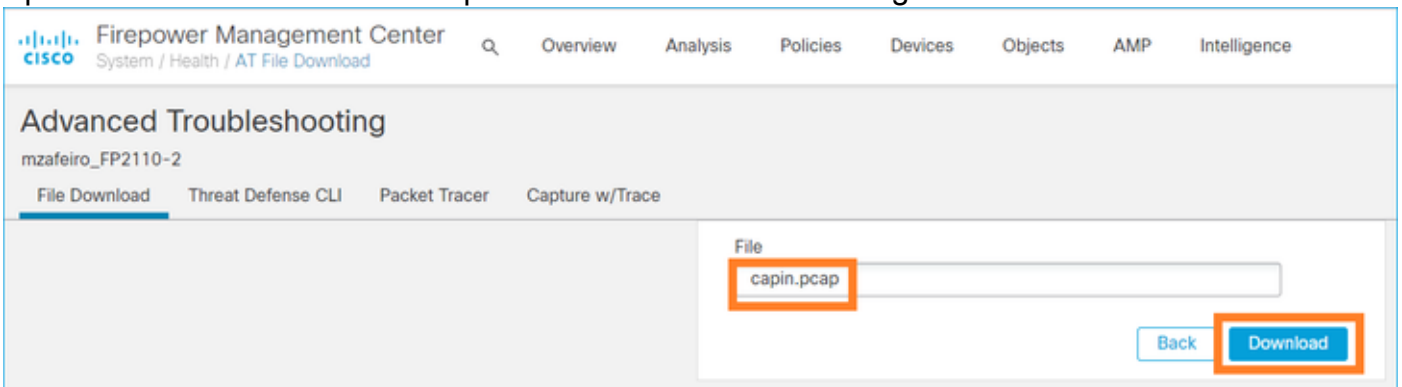 CISCO
Firepower Management Center
System / Health / AT File Download
Overview Analysis Policies Devices Objects AMP Intelligence
Advanced Troubleshooting
mzafeiro_FP2110-2
File Download Threat Defense CLI Packet Tracer Capture w/Trace
File
capin.pcap
Back Download